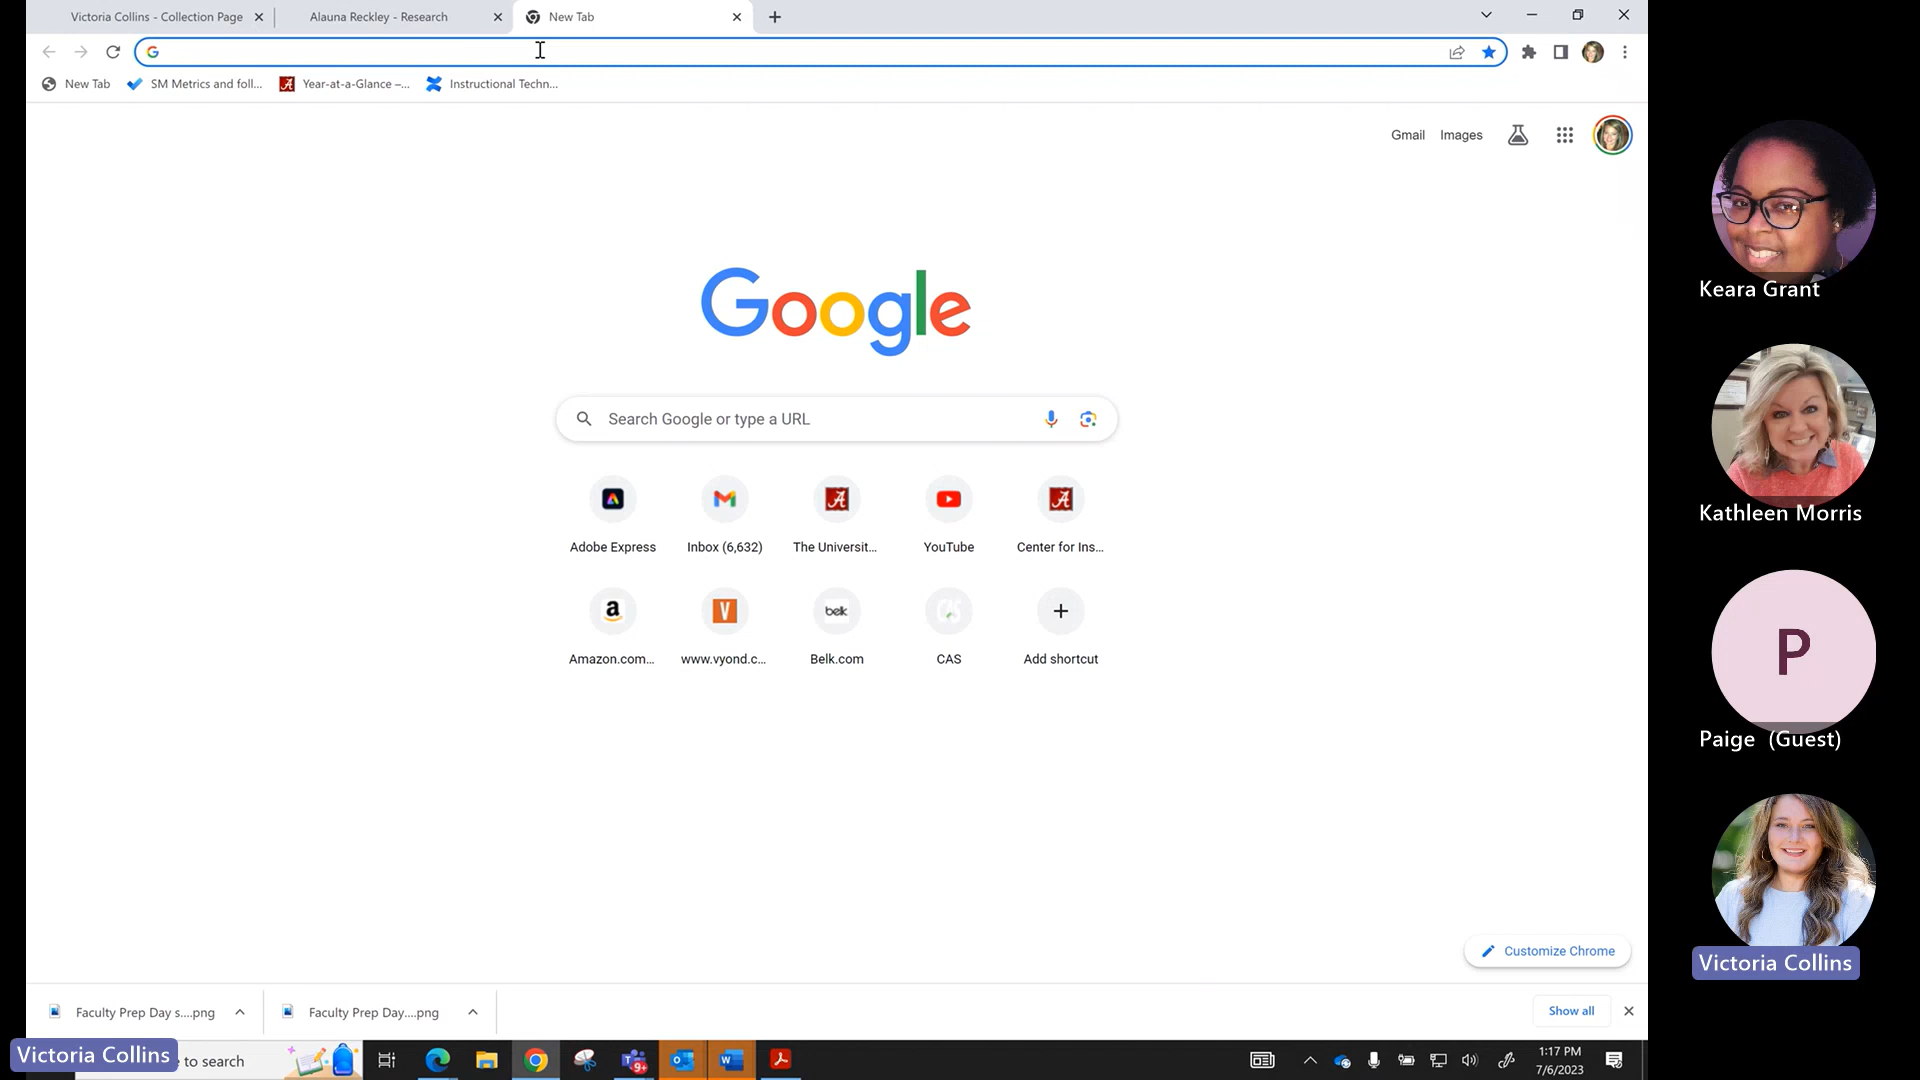 Victoria Collins - Collection Page
Alauna Reckley - Research
New Tab
New Tab
SM Metrics and foll...
Year-at-a-Glance –...
Instructional Techn...
Gmail
Images
Google
Search Google or type a URL
Adobe Express
Inbox (6,632)
The Universit...
YouTube
Center for Ins...
Amazon.com...
www.vyond.c...
Belk.com
CAS
Add shortcut
belk
Customize Chrome
Faculty Prep Day s....png
Faculty Prep Day....png
Show all
Victoria Collins
e to search
9+
1:17 PM
7/6/2023
Keara Grant
Kathleen Morris
P
Paige (Guest)
Victoria Collins